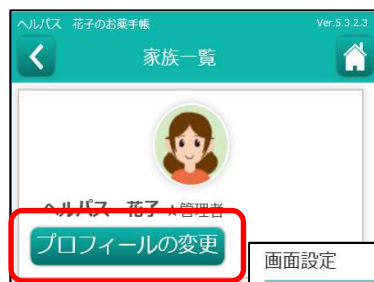 ヘルパス 花子のお薬手帳 Ver.5.3.2.3
家族一覧
ヘルパス 花子 ★管理者
プロフィールの変更
画面設定